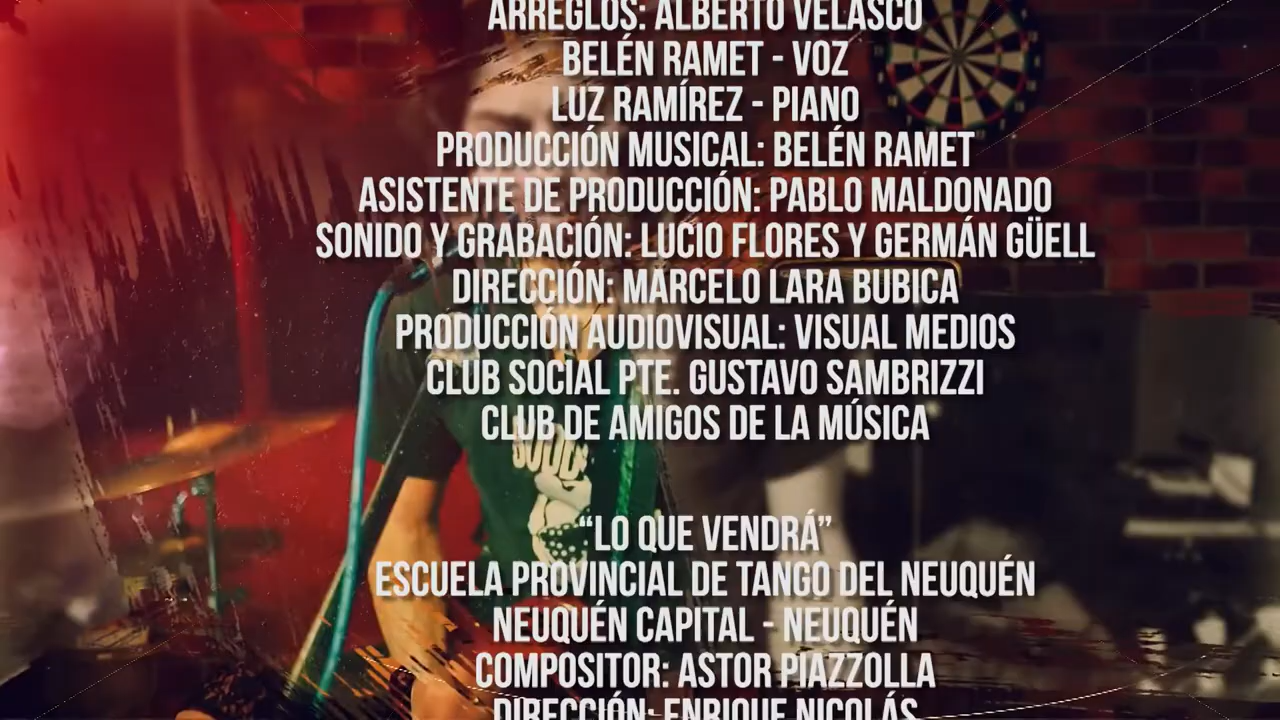 ARREGLOS: ALBERTO VELASCO
BELÉN RAMET - VOZ
LUZ RAMÍREZ - PIANO
PRODUCCIÓN MUSICAL: BELÉN RAMET
ASISTENTE DE PRODUCCIÓN: PABLO MALDONADO
SONIDO Y GRABACIÓN: LUCIO FLORES Y GERMÁN GÜELL
DIRECCIÓN: MARCELO LARA BUBICA
PRODUCCIÓN AUDIOVISUAL: VISUAL MEDIOS
CLUB SOCIAL PTE. GUSTAVO SAMBRIZZI
CLUB DE AMIGOS DE LA MÚSICA
“LO QUE VENDRÁ”
ESCUELA PROVINCIAL DE TANGO DEL NEUQUÉN
NEUQUÉN CAPITAL - NEUQUÉN
COMPOSITOR: ASTOR PIAZZOLLA
DIRECCIÓN: ENRIQUE NICOLÁS